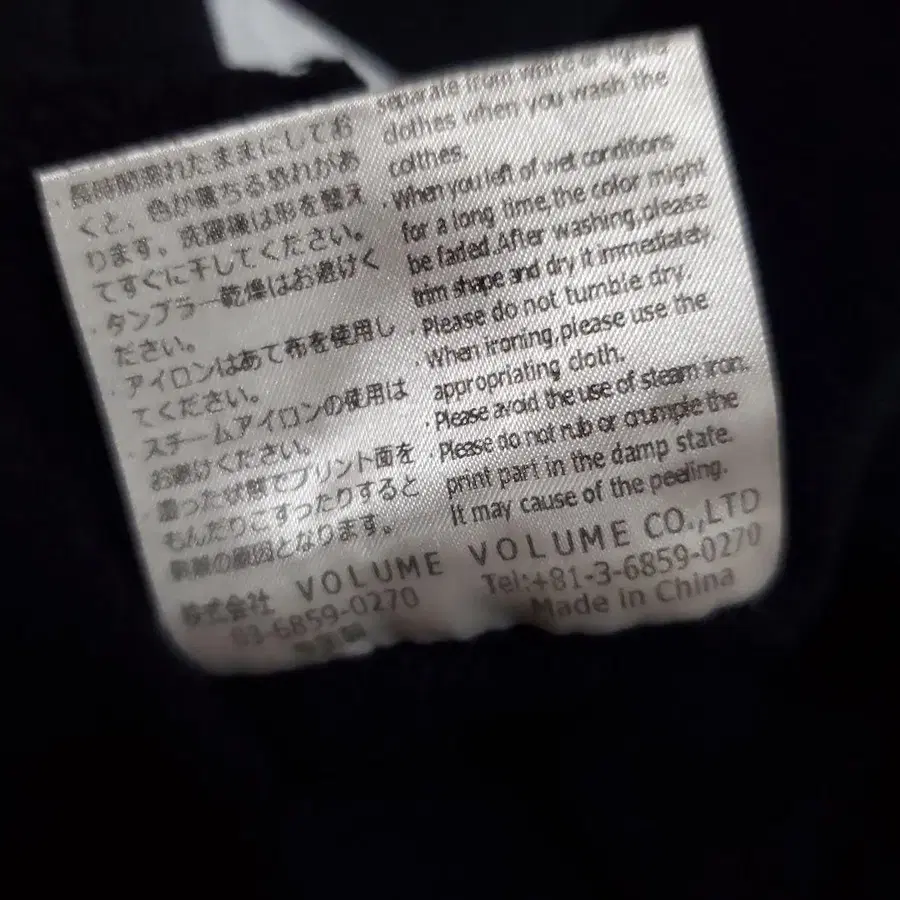 ・長時間濡れたままにしてお
くと、色が落ちる恐れがあ
ります。洗濯後は形を整え
てすぐに干してください。
・タンブラー乾燥はお避けく
ださい。
・アイロンはあて布を使用し
てください。
・スチームアイロンの使用は
お避けください。
・濡った状態でプリント面を
もんだりこすったりすると
剥離の原因となります。
株式会社 VOLUME
03-6859-0270
separate from white or lightly
clothes when you wash the
colthes.
・When you left of wet conditions
for a long time,the color might
be faded.After washing,please
trim shape and dry it immediately.
・Please do not tumble dry
・When ironing,please use the
appropriating cloth.
・Please avoid the use of steam iron.
・Please do not rub or crumple the
print part in the damp state.
It may cause of the peeling.
VOLUME CO.,LTD
Tel:+81-3-6859-0270
Made in China